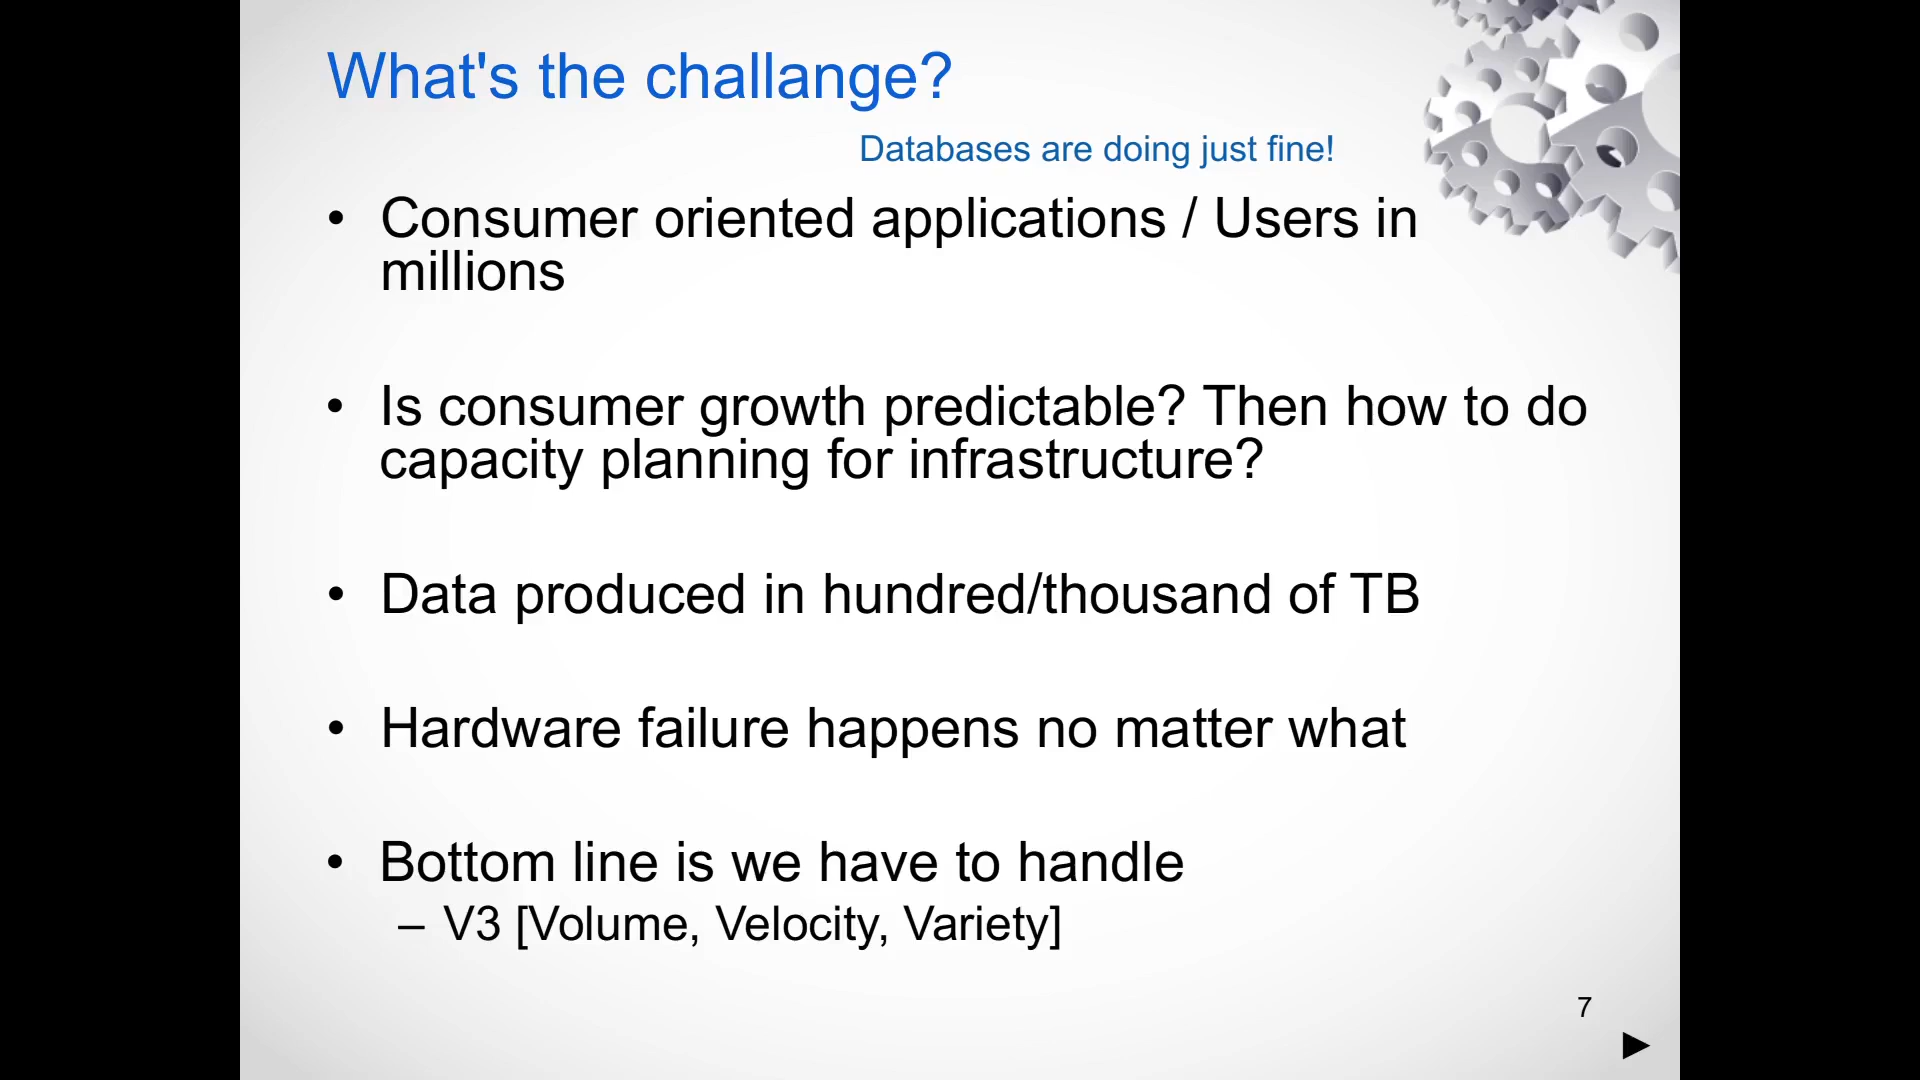 What's the challange?
Databases are doing just fine!
• Consumer oriented applications / Users in
millions
• Is consumer growth predictable? Then how to do
capacity planning for infrastructure?
• Data produced in hundred/thousand of TB
• Hardware failure happens no matter what
• Bottom line is we have to handle
– V3 [Volume, Velocity, Variety]
7